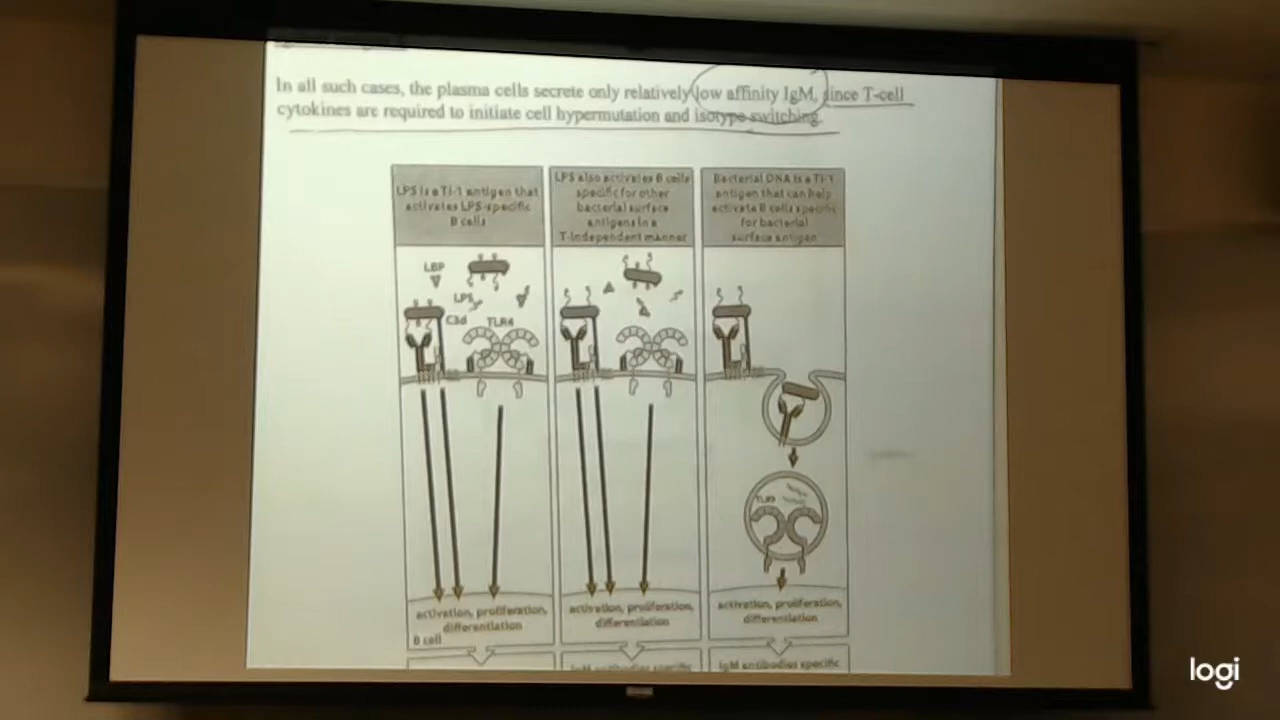 In all such cases, the plasma cells secrete only relatively low affinity IgM, since T-cell
cytokines are required to initiate cell hypermutation and isotype switching.
LPS is a TI-1 antigen that
activates LPS-specific
B cells
LPS also activates B cells
specific for other
bacterial surface
antigens in a
T-independent manner
Bacterial DNA is a TI-1
antigen that can help
activate B cells specific
for bacterial
surface antigen
LBP
LPS
C3d
TLR4
TLR9
activation, proliferation,
differentiation
B cell
activation, proliferation,
differentiation
activation, proliferation,
differentiation
IgM antibodies specific
IgM antibodies specific
logi